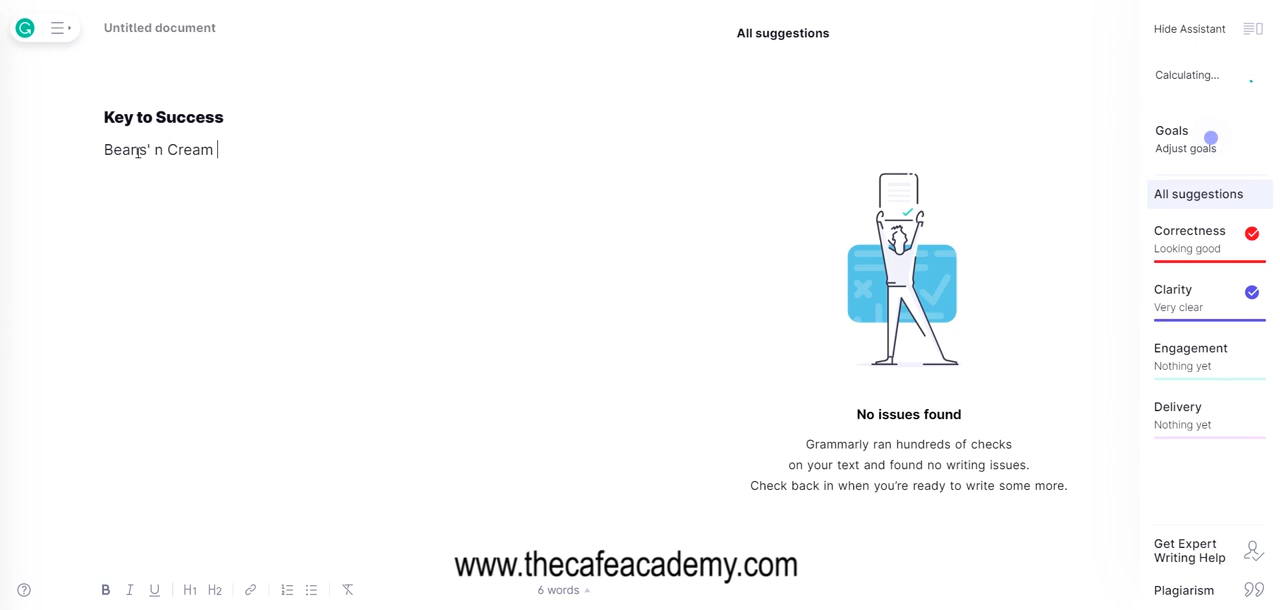 Untitled document
All suggestions
Hide Assistant
Calculating...
Key to Success
Beans' n Cream
Goals
Adjust goals
All suggestions
Correctness
Looking good
Clarity
Very clear
Engagement
Nothing yet
Delivery
Nothing yet
No issues found
Grammarly ran hundreds of checks
on your text and found no writing issues.
Check back in when you're ready to write some more.
Get Expert
Writing Help
Plagiarism
www.thecafeacademy.com
B I U H1 H2
6 words